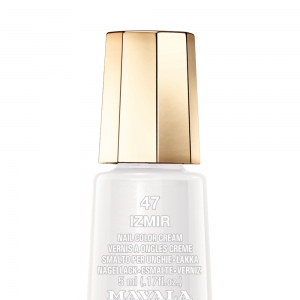 47
IZMIR
NAIL COLOR CREAM
VERNIS À ONGLES CRÈME
SMALTO PER UNGHIE-LAKKA
NAGELLACK-ESMALTE-VERNIZ
5 ml (.17fl.oz.)
MAVALA